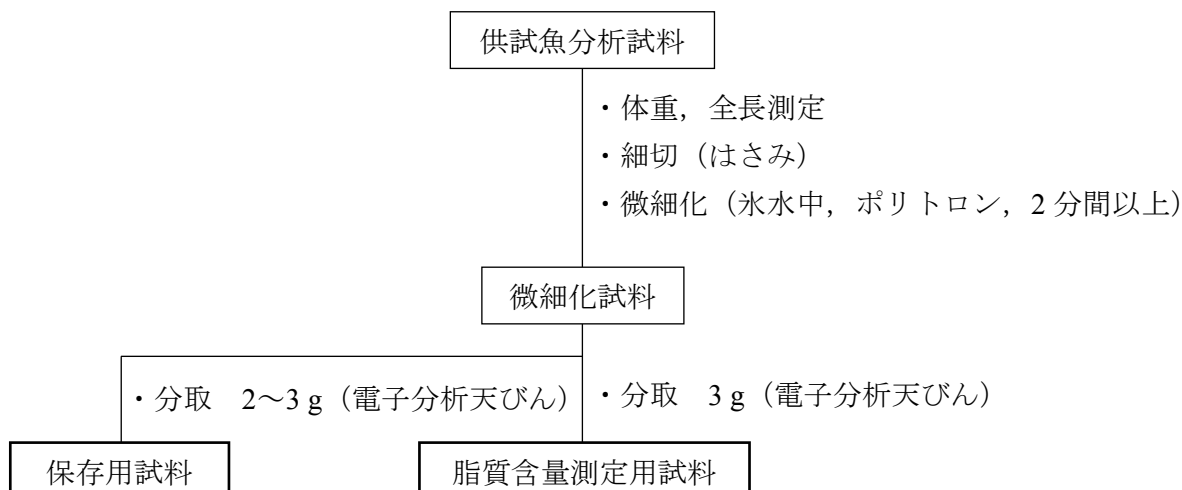 供試魚分析試料
・体重，全長測定
・細切（はさみ）
・微細化（氷水中，ポリトロン，2 分間以上）
微細化試料
・分取　2～3 g（電子分析天びん）
・分取　3 g（電子分析天びん）
保存用試料
脂質含量測定用試料